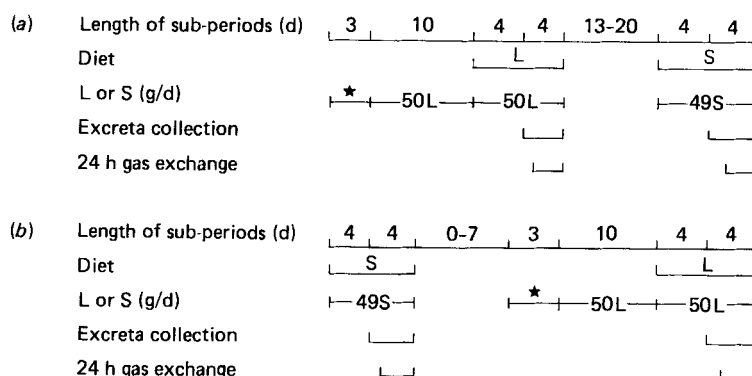 (a) Length of sub-periods (d) 3 10 4 4 13-20 4 4
Diet L S
L or S (g/d) ★ 50L 50L 49S
Excreta collection
24 h gas exchange
(b) Length of sub-periods (d) 4 4 0-7 3 10 4 4
Diet S L
L or S (g/d) 49S ★ 50L 50L
Excreta collection
24 h gas exchange